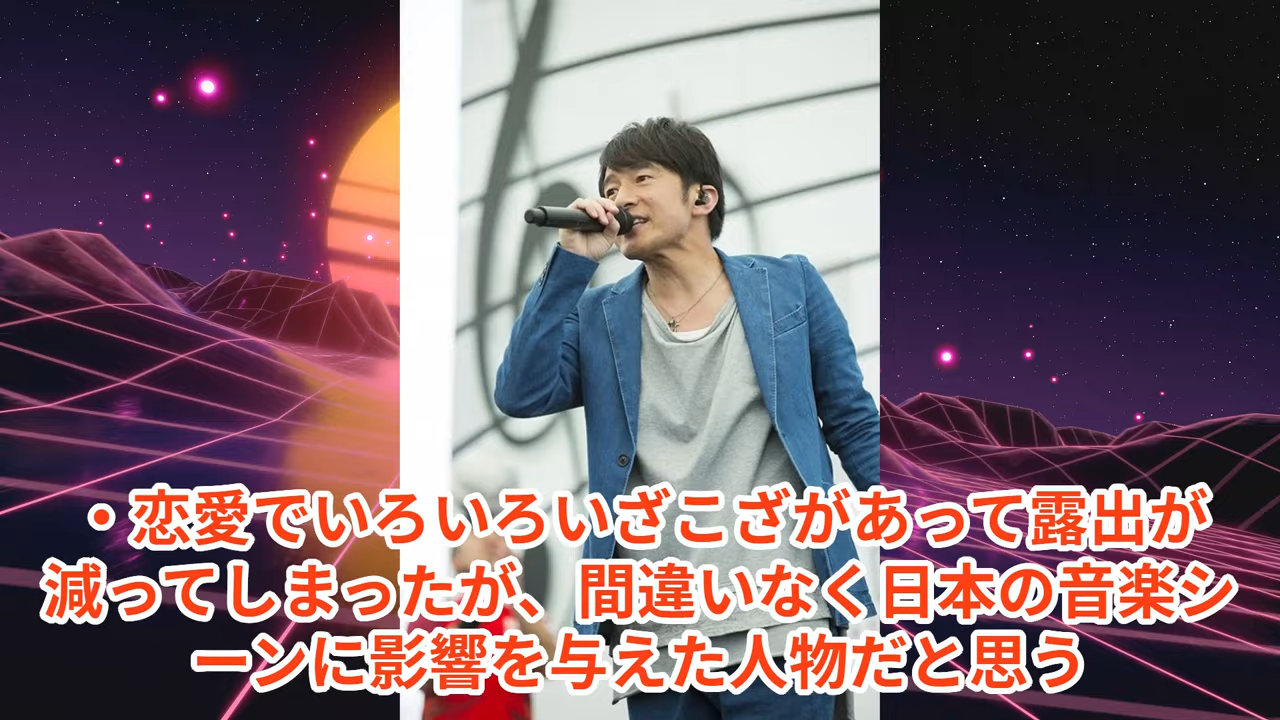 ・恋愛でいろいろいざこざがあって露出が
減ってしまったが、間違いなく日本の音楽シ
ーンに影響を与えた人物だと思う